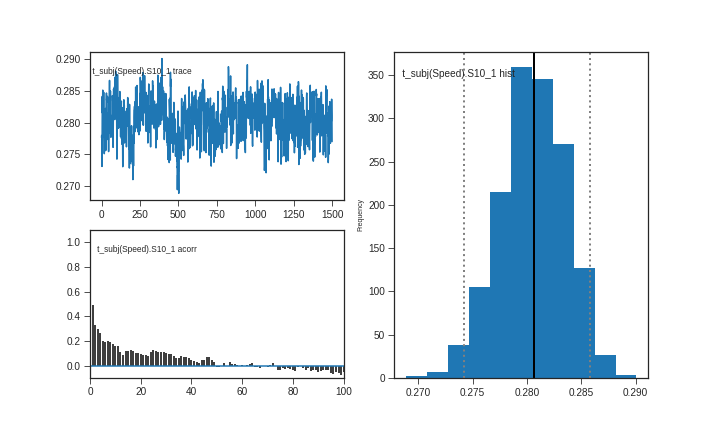 0.290
0.285
0.280
0.275
0.270
t_subj(Speed).S10_1 trace
0 250 500 750 1000 1250 1500
1.0
0.8
0.6
0.4
0.2
0.0
t_subj(Speed).S10_1 acorr
0 20 40 60 80 100
350
300
250
200
150
100
50
0
Frequency
t_subj(Speed).S10_1 hist
0.270 0.275 0.280 0.285 0.290